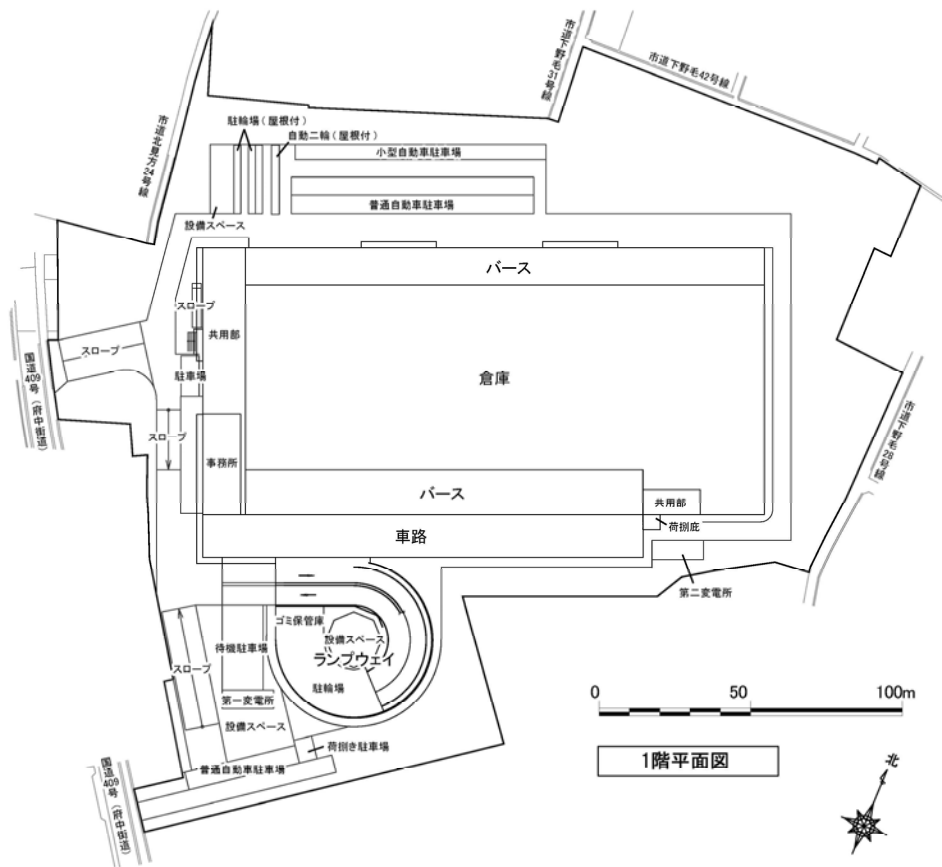 市道下野毛31号線
市道下野毛42号線
市道北見方24号線
駐輪場（屋根付）
自動二輪（屋根付）
小型自動車駐車場
普通自動車駐車場
設備スペース
バース
スロープ
共用部
スロープ
駐車場
倉庫
国道409号（府中街道）
スロープ
事務所
市道下野毛28号線
バース
共用部
車路
荷捌庇
第二変電所
ゴミ保管庫
設備スペース
待機駐車場
ランプウェイ
スロープ
駐輪場
第一変電所
設備スペース
荷捌き駐車場
普通自動車駐車場
国道409号（府中街道）
0 50 100m
1階平面図
北